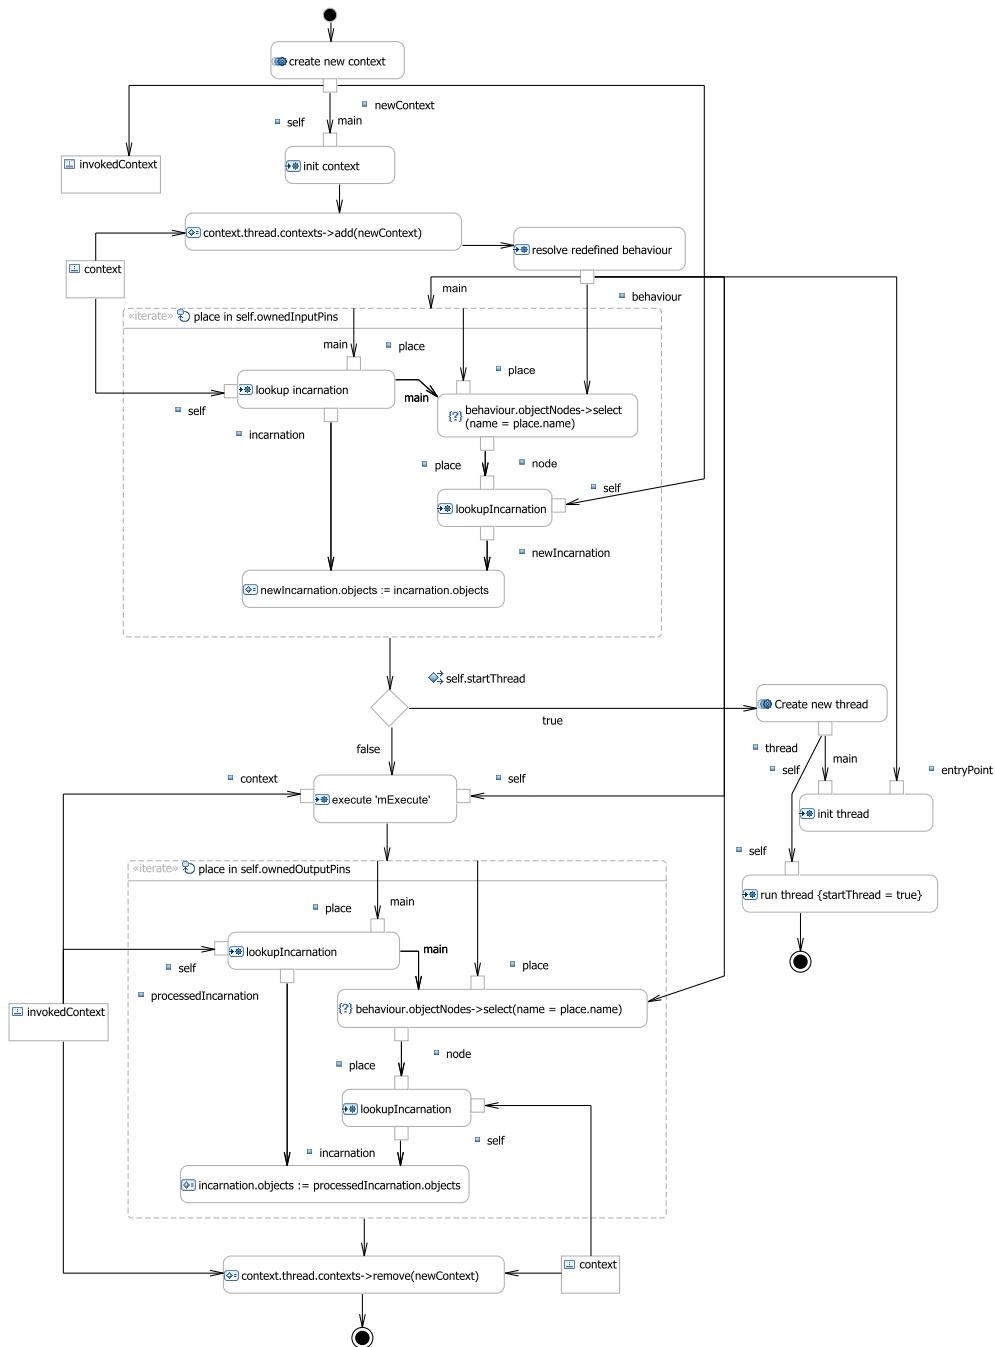 create new context
newContext
self
main
invokedContext
init context
context.thread.contexts->add(newContext)
resolve redefined behaviour
context
main
behaviour
«iterate» place in self.ownedInputPins
main
place
place
lookup incarnation
main
self
behaviour.objectNodes->select
(name = place.name)
incarnation
place
node
self
lookupIncarnation
newIncarnation
newIncarnation.objects := incarnation.objects
self.startThread
Create new thread
true
false
thread
main
self
entryPoint
context
self
execute 'mExecute'
init thread
self
«iterate» place in self.ownedOutputPins
run thread {startThread = true}
main
place
lookupIncarnation
main
self
place
processedIncarnation
invokedContext
behaviour.objectNodes->select(name = place.name)
node
place
lookupIncarnation
self
incarnation
incarnation.objects := processedIncarnation.objects
context
context.thread.contexts->remove(newContext)